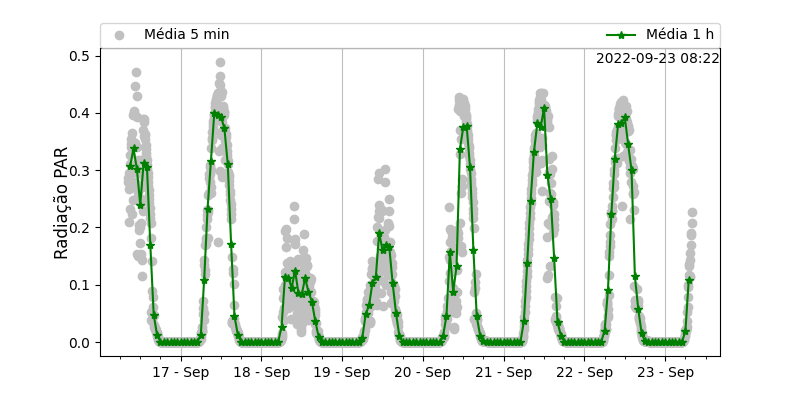 Média 5 min
Média 1 h
2022-09-23 08:22
Radiação PAR
0.5
0.4
0.3
0.2
0.1
0.0
17 - Sep
18 - Sep
19 - Sep
20 - Sep
21 - Sep
22 - Sep
23 - Sep